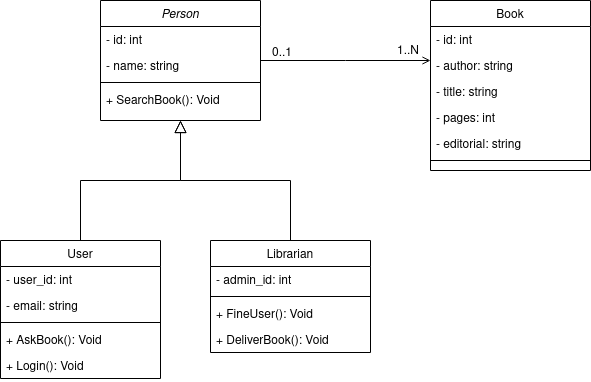 Person
- id: int
- name: string
+ SearchBook(): Void
0..1
1..N
Book
- id: int
- author: string
- title: string
- pages: int
- editorial: string
User
- user_id: int
- email: string
+ AskBook(): Void
+ Login(): Void
Librarian
- admin_id: int
+ FineUser(): Void
+ DeliverBook(): Void